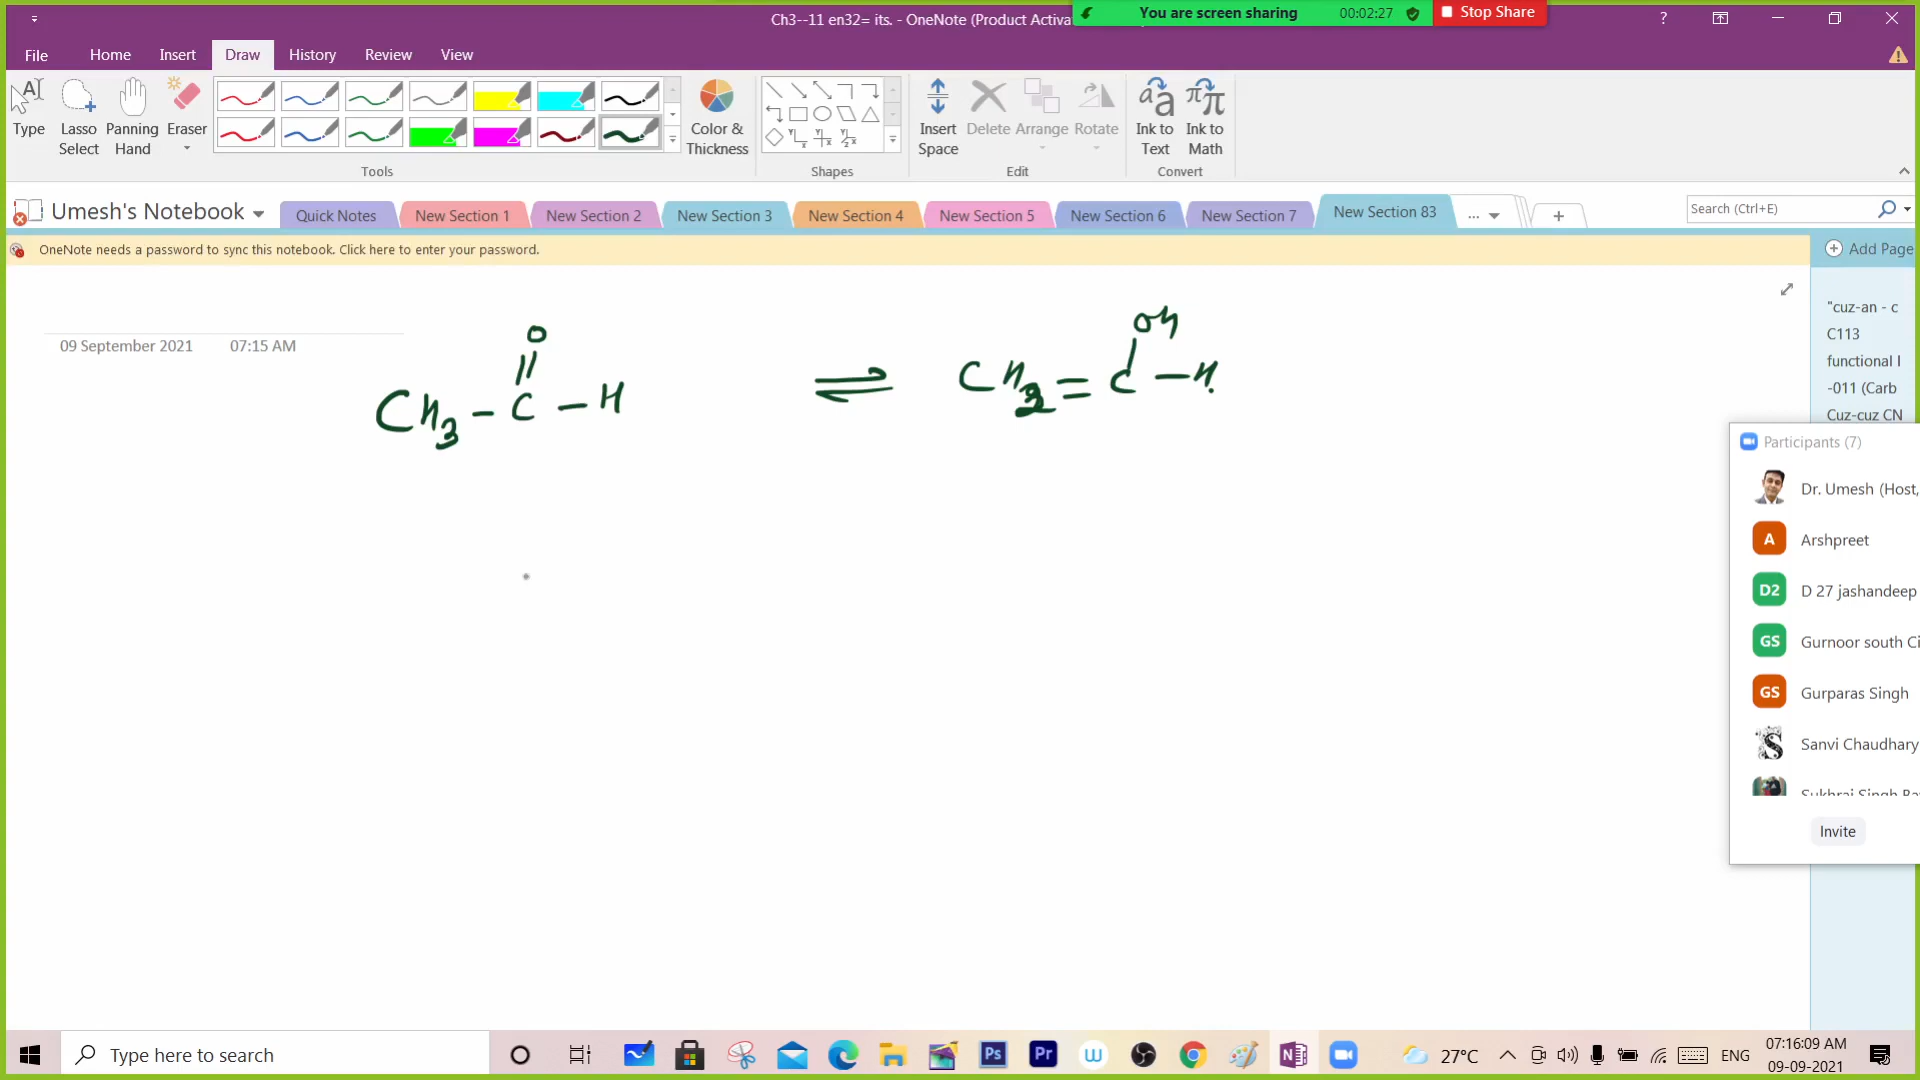 Ch3--11 en32= its. - OneNote (Product Activa
You are screen sharing 00:02:27 Stop Share
?
File Home Insert Draw History Review View
Type
Lasso Select
Panning Hand
Eraser
Color & Thickness
Insert Space
Delete
Arrange
Rotate
Ink to Text
Ink to Math
Tools Shapes Edit Convert
Umesh's Notebook Quick Notes New Section 1 New Section 2 New Section 3 New Section 4 New Section 5 New Section 6 New Section 7 New Section 83 ... Search (Ctrl+E)
OneNote needs a password to sync this notebook. Click here to enter your password.
Add Page
"cuz-an - c
C113
functional I
-011 (Carb
Cuz-cuz CN
09 September 2021 07:15 AM
O
||
CH3 - C - H
⇌
OH
|
CH2 = C - H
Participants (7)
Dr. Umesh (Host,
A Arshpreet
D2 D 27 jashandeep
GS Gurnoor south Ci
GS Gurparas Singh
Sanvi Chaudhary
Invite
Type here to search
27°C ENG 07:16:09 AM
09-09-2021